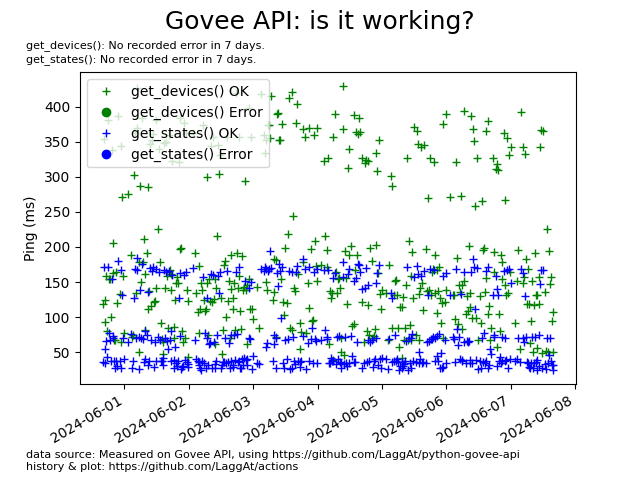 Govee API: is it working?
get_devices(): No recorded error in 7 days.
get_states(): No recorded error in 7 days.
get_devices() OK
get_devices() Error
get_states() OK
get_states() Error
Ping (ms)
400
350
300
250
200
150
100
50
2024-06-01
2024-06-02
2024-06-03
2024-06-04
2024-06-05
2024-06-06
2024-06-07
2024-06-08
data source: Measured on Govee API, using https://github.com/LaggAt/python-govee-api
history & plot: https://github.com/LaggAt/actions